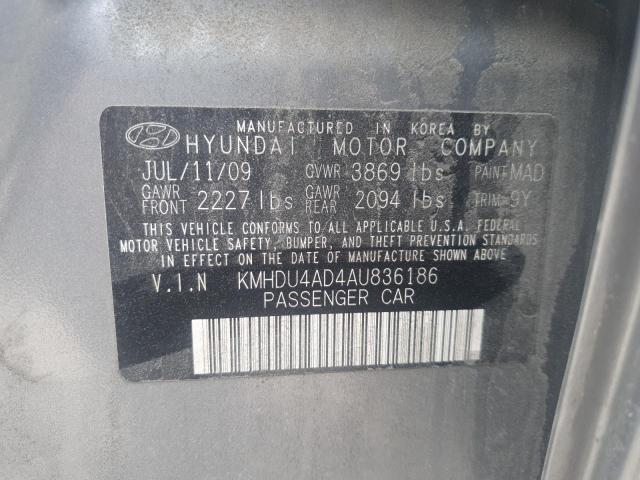 MANUFACTURED IN KOREA BY
HYUNDAI MOTOR COMPANY
JUL/11/09 GVWR 3869 lbs PAINT:MAD
GAWR FRONT 2227 lbs GAWR REAR 2094 lbs TRIM:9Y
THIS VEHICLE CONFORMS TO ALL APPLICABLE U.S.A. FEDERAL
MOTOR VEHICLE SAFETY, BUMPER, AND THEFT PREVENTION STANDARDS
IN EFFECT ON THE DATE OF MANUFACTURE SHOWN ABOVE
V.I.N KMHDU4AD4AU836186
PASSENGER CAR